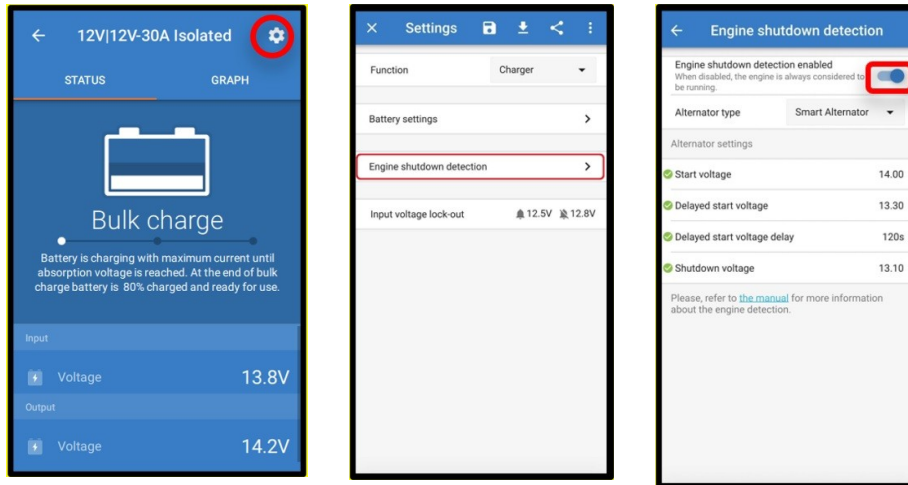 12V|12V-30A Isolated
STATUS GRAPH
Bulk charge
Battery is charging with maximum current until
absorption voltage is reached. At the end of bulk
charge battery is 80% charged and ready for use.
Input
Voltage 13.8V
Output
Voltage 14.2V
Settings
Function Charger
Battery settings
Engine shutdown detection
Input voltage lock-out 12.5V 12.8V
Engine shutdown detection
Engine shutdown detection enabled
When disabled, the engine is always considered to
be running.
Alternator type Smart Alternator
Alternator settings
Start voltage 14.00
Delayed start voltage 13.30
Delayed start voltage delay 120s
Shutdown voltage 13.10
Please, refer to the manual for more information
about the engine detection.